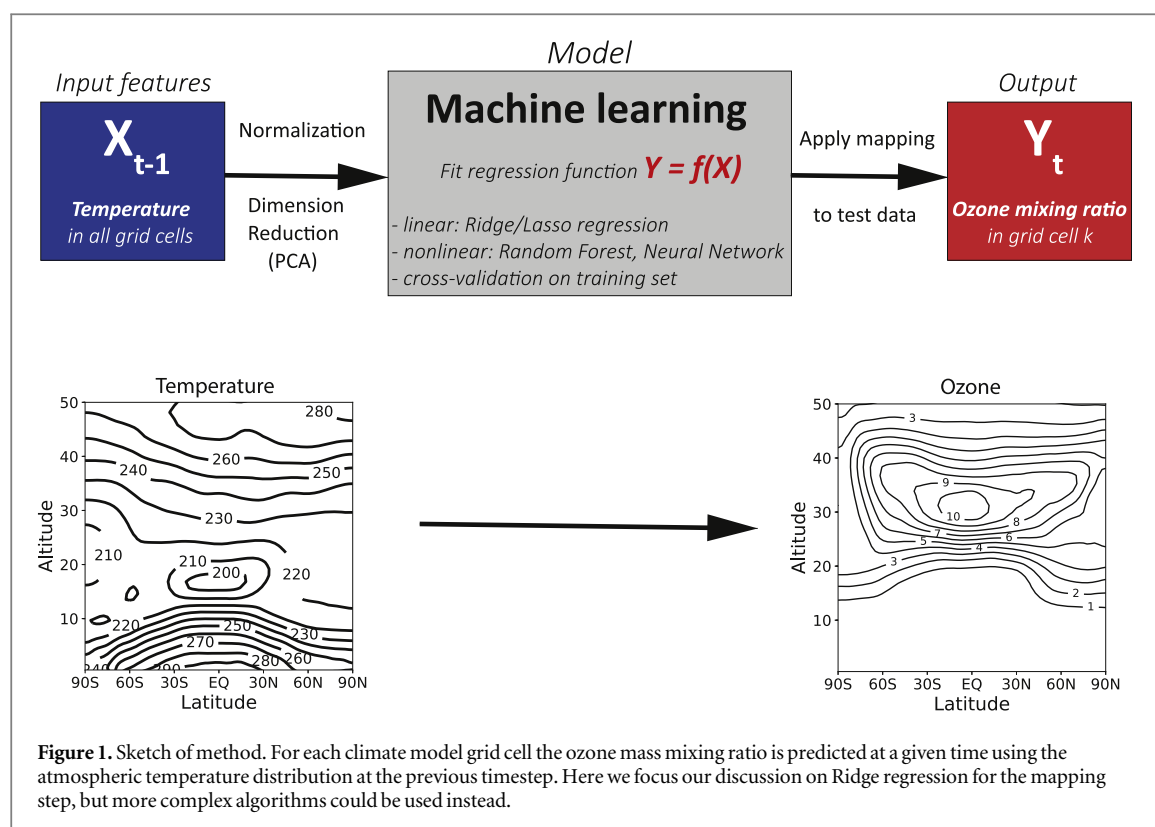 Model
Input features
Output
X t-1
Temperature
in all grid cells
Normalization
Dimension
Reduction
(PCA)
Machine learning
Fit regression function Y = f(X)
- linear: Ridge/Lasso regression
- nonlinear: Random Forest, Neural Network
- cross-validation on training set
Apply mapping
to test data
Y t
Ozone mixing ratio
in grid cell k
Temperature
50
40
30
20
10
Altitude
280
260
240
250
230
210
210
200
220
220
250
230
270
280
260
90S 60S 30S EQ 30N 60N 90N
Latitude
Ozone
50
40
30
20
10
Altitude
3
9
10
8
7
6
5
4
3
2
1
90S 60S 30S EQ 30N 60N 90N
Latitude
Figure 1. Sketch of method. For each climate model grid cell the ozone mass mixing ratio is predicted at a given time using the
atmospheric temperature distribution at the previous timestep. Here we focus our discussion on Ridge regression for the mapping
step, but more complex algorithms could be used instead.